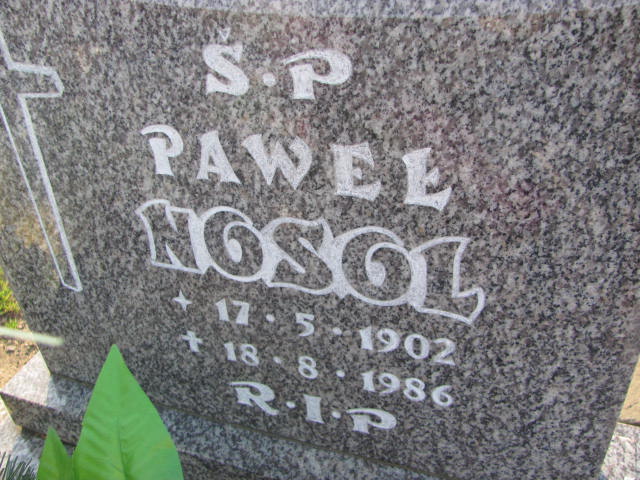 Š.P
PAWEŁ
NOSOL
+ 17.5.1902
+ 18.8.1986
R.I.P